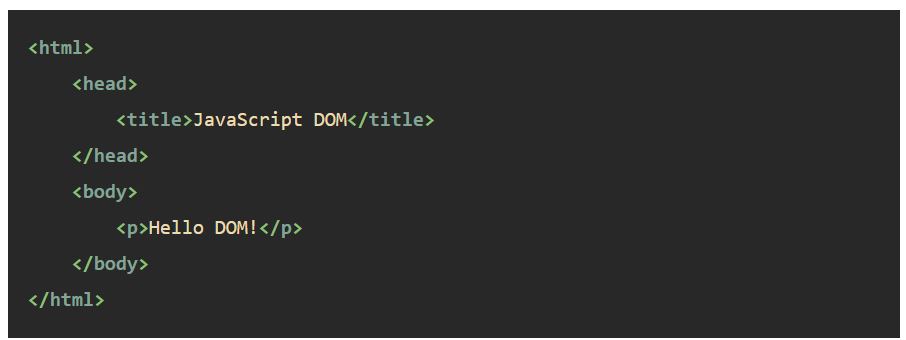 <html>
    <head>
        <title>JavaScript DOM</title>
    </head>
    <body>
        <p>Hello DOM!</p>
    </body>
</html>